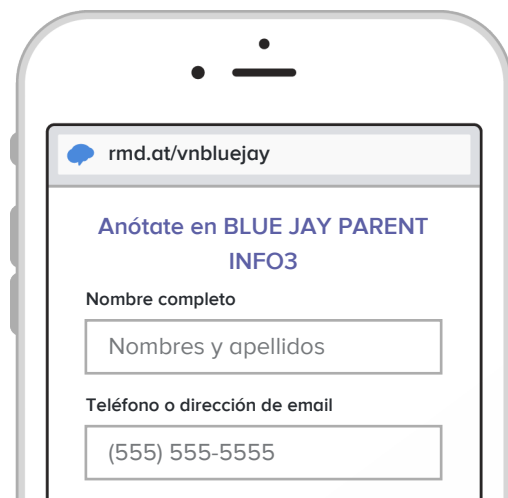 rmd.at/vnbluejay
Anótate en BLUE JAY PARENT
INFO3
Nombre completo
Nombres y apellidos
Teléfono o dirección de email
(555) 555-5555